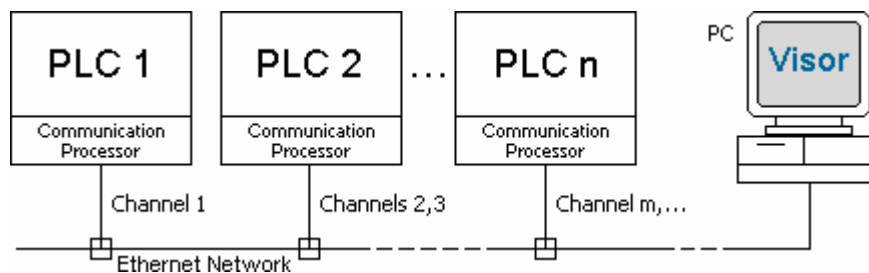 PLC 1
Communication
Processor
PLC 2
Communication
Processor
...
PLC n
Communication
Processor
PC
Visor
Channel 1
Channels 2,3
Channel m,...
Ethernet Network